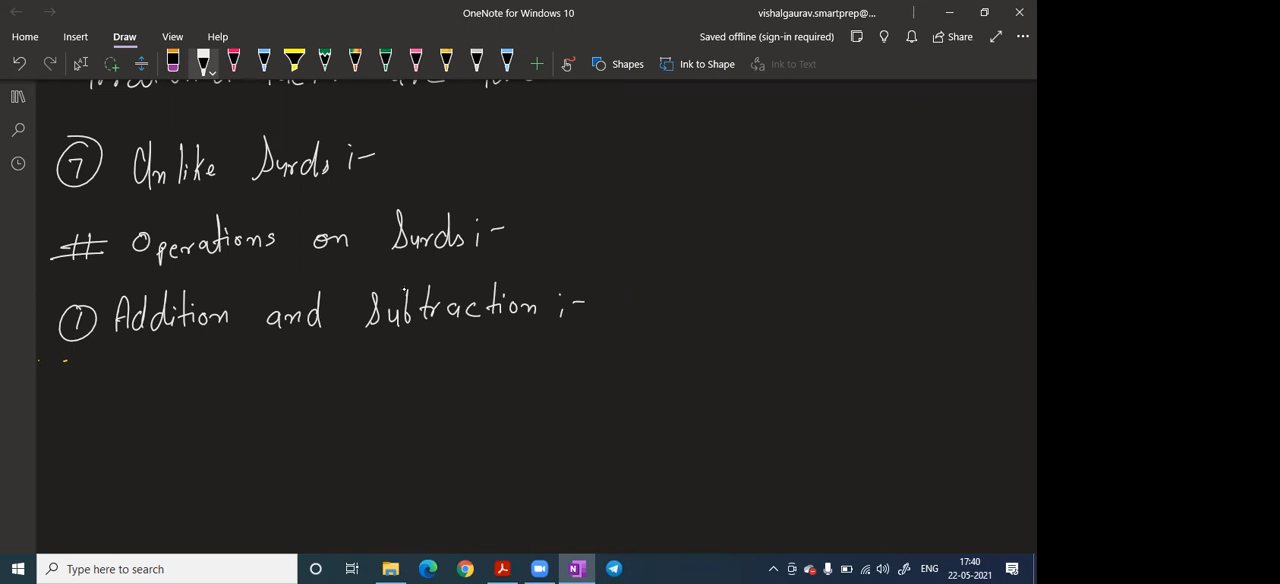 OneNote for Windows 10
vishalgaurav.smartprep@...
Home Insert Draw View Help
Saved offline (sign-in required) Share
Shapes Ink to Shape Ink to Text
⑦ Unlike Surds :-
# Operations on Surds :-
① Addition and Subtraction :-
Type here to search
ENG
17:40
22-05-2021